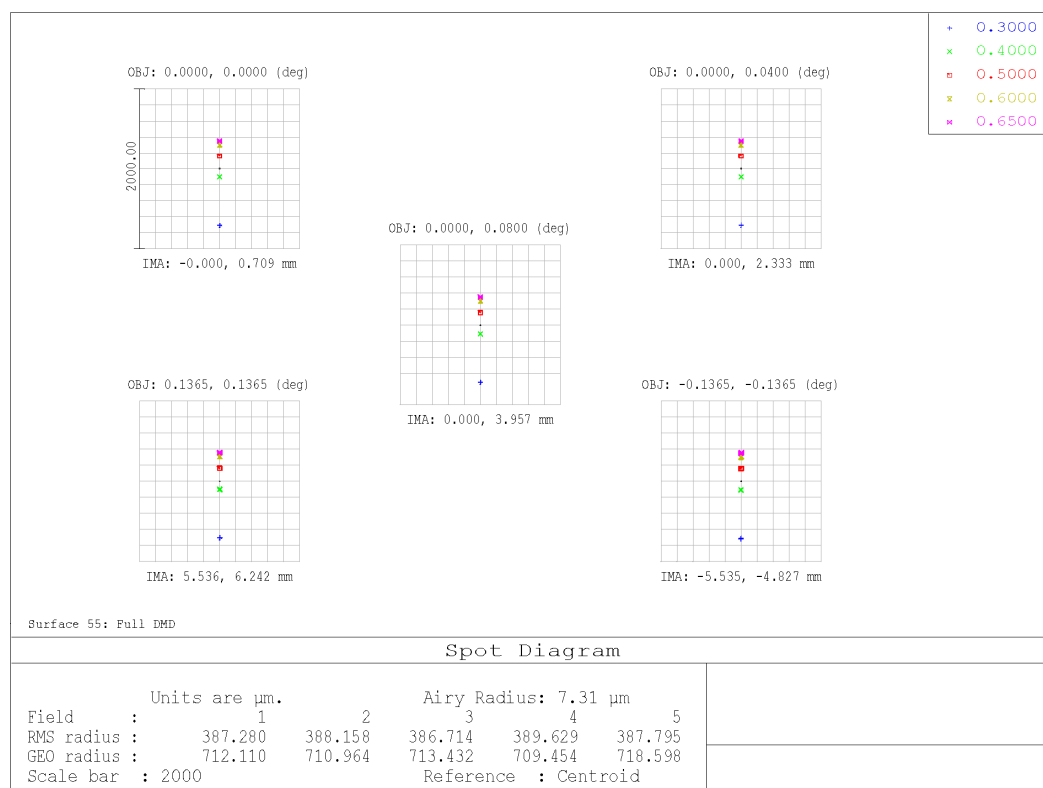 0.3000
0.4000
0.5000
0.6000
0.6500
OBJ: 0.0000, 0.0000 (deg)
2000.00
IMA: -0.000, 0.709 mm
OBJ: 0.0000, 0.0400 (deg)
IMA: 0.000, 2.333 mm
OBJ: 0.0000, 0.0800 (deg)
IMA: 0.000, 3.957 mm
OBJ: 0.1365, 0.1365 (deg)
IMA: 5.536, 6.242 mm
OBJ: -0.1365, -0.1365 (deg)
IMA: -5.535, -4.827 mm
Surface 55: Full DMD
Spot Diagram
Units are µm. Airy Radius: 7.31 µm
Field : 1 2 3 4 5
RMS radius : 387.280 388.158 386.714 389.629 387.795
GEO radius : 712.110 710.964 713.432 709.454 718.598
Scale bar : 2000 Reference : Centroid